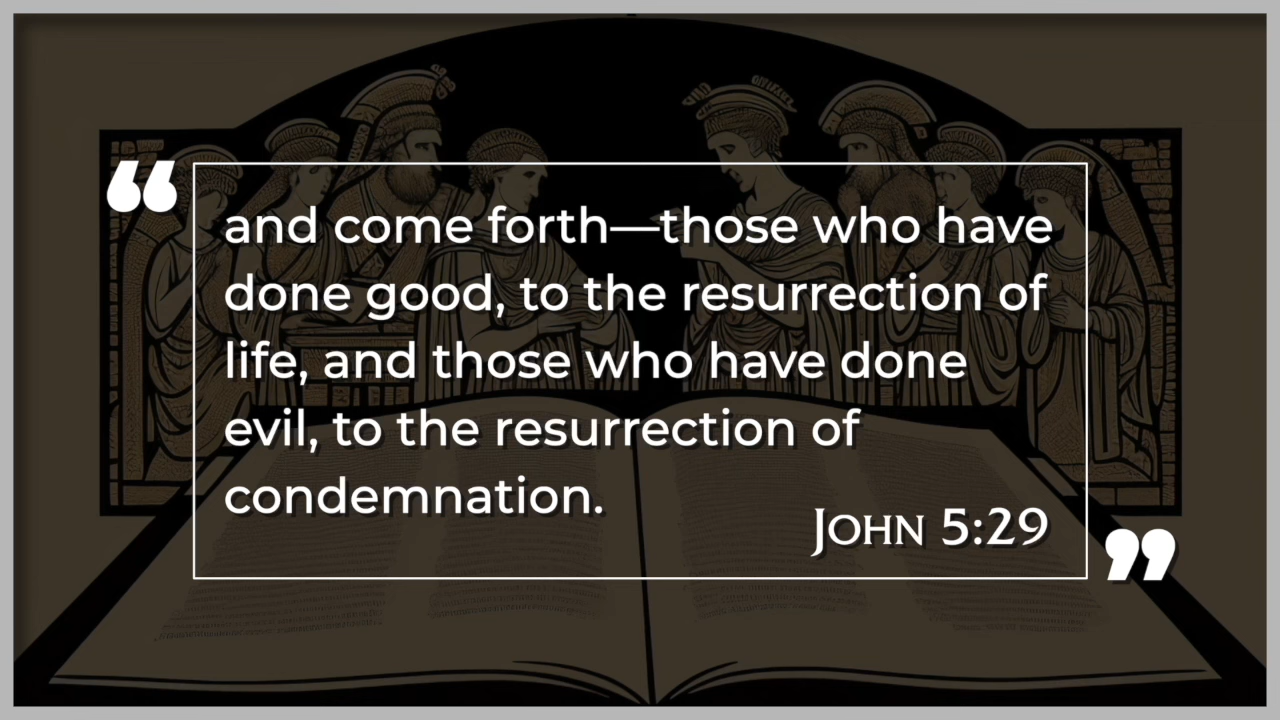 “
and come forth—those who have
done good, to the resurrection of
life, and those who have done
evil, to the resurrection of
condemnation.
John 5:29
”